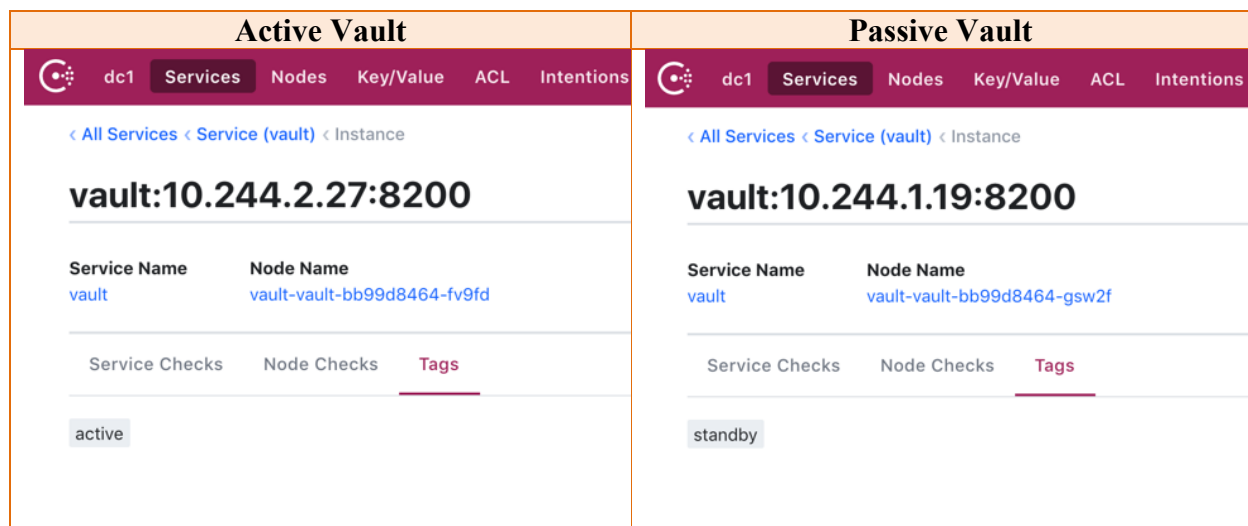 Active Vault
dc1 Services Nodes Key/Value ACL Intentions
‹ All Services ‹ Service (vault) ‹ Instance
vault:10.244.2.27:8200
Service Name Node Name
vault vault-vault-bb99d8464-fv9fd
Service Checks Node Checks Tags
active
Passive Vault
dc1 Services Nodes Key/Value ACL Intentions
‹ All Services ‹ Service (vault) ‹ Instance
vault:10.244.1.19:8200
Service Name Node Name
vault vault-vault-bb99d8464-gsw2f
Service Checks Node Checks Tags
standby